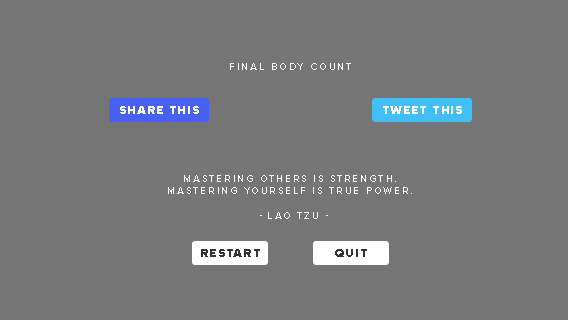 FINAL BODY COUNT
SHARE THIS
TWEET THIS
MASTERING OTHERS IS STRENGTH.
MASTERING YOURSELF IS TRUE POWER.
- LAO TZU -
RESTART
QUIT